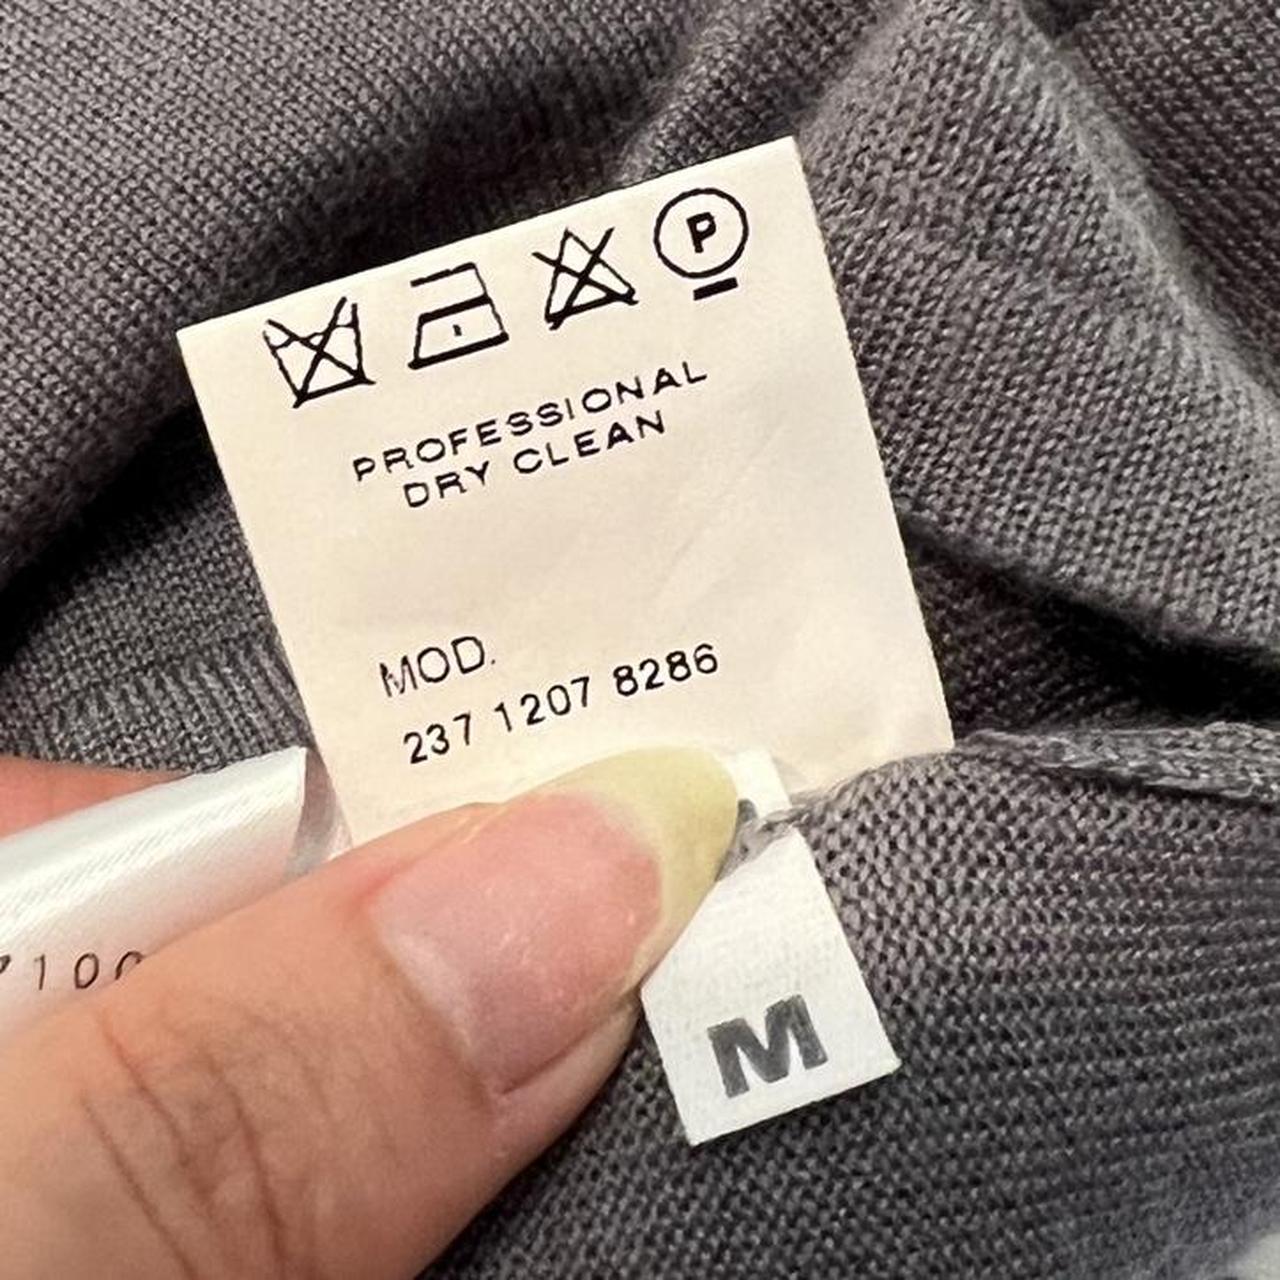 P
PROFESSIONAL
DRY CLEAN
MOD.
237 1207 8286
M